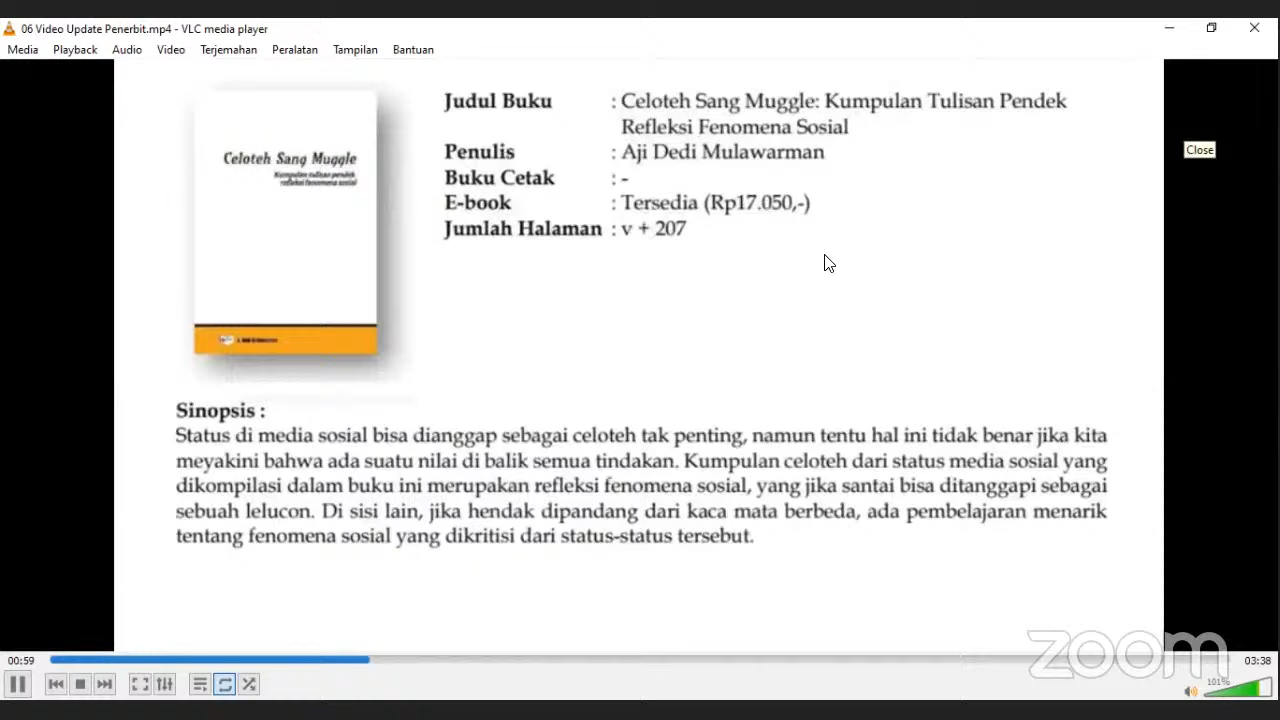 06 Video Update Penerbit.mp4 - VLC media player
Media Playback Audio Video Terjemahan Peralatan Tampilan Bantuan
Celoteh Sang Muggle
Kumpulan tulisan pendek
refleksi fenomena sosial
Judul Buku : Celoteh Sang Muggle: Kumpulan Tulisan Pendek
Refleksi Fenomena Sosial
Penulis : Aji Dedi Mulawarman
Buku Cetak : -
E-book : Tersedia (Rp17.050,-)
Jumlah Halaman : v + 207
Close
Sinopsis :
Status di media sosial bisa dianggap sebagai celoteh tak penting, namun tentu hal ini tidak benar jika kita
meyakini bahwa ada suatu nilai di balik semua tindakan. Kumpulan celoteh dari status media sosial yang
dikompilasi dalam buku ini merupakan refleksi fenomena sosial, yang jika santai bisa ditanggapi sebagai
sebuah lelucon. Di sisi lain, jika hendak dipandang dari kaca mata berbeda, ada pembelajaran menarik
tentang fenomena sosial yang dikritisi dari status-status tersebut.
zoom
00:59
03:38
101%